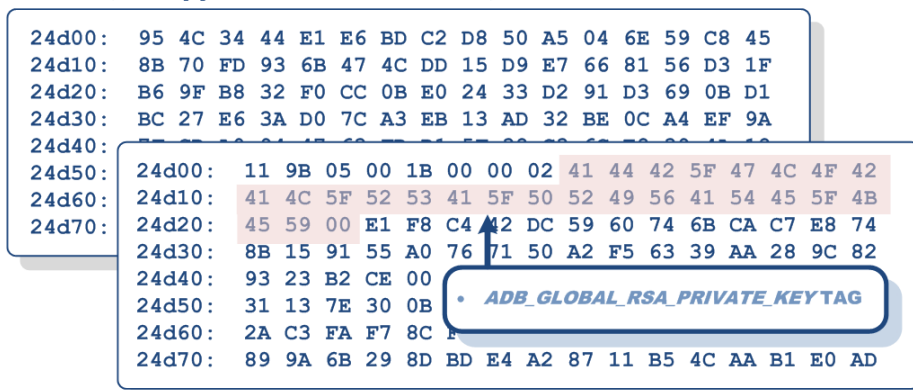 24d00: 95 4C 34 44 E1 E6 BD C2 D8 50 A5 04 6E 59 C8 45
24d10: 8B 70 FD 93 6B 47 4C DD 15 D9 E7 66 81 56 D3 1F
24d20: B6 9F B8 32 F0 CC 0B E0 24 33 D2 91 D3 69 0B D1
24d30: BC 27 E6 3A D0 7C A3 EB 13 AD 32 BE 0C A4 EF 9A
24d40:
24d50:
24d60:
24d70:
24d00: 11 9B 05 00 1B 00 00 02 41 44 42 5F 47 4C 4F 42
24d10: 41 4C 5F 52 53 41 5F 50 52 49 56 41 54 45 5F 4B
24d20: 45 59 00 E1 F8 C4 42 DC 59 60 74 6B CA C7 E8 74
24d30: 8B 15 91 55 A0 76 71 50 A2 F5 63 39 AA 28 9C 82
24d40: 93 23 B2 CE 00
24d50: 31 13 7E 30 0B
24d60: 2A C3 FA F7 8C
24d70: 89 9A 6B 29 8D BD E4 A2 87 11 B5 4C AA B1 E0 AD
• ADB_GLOBAL_RSA_PRIVATE_KEY TAG